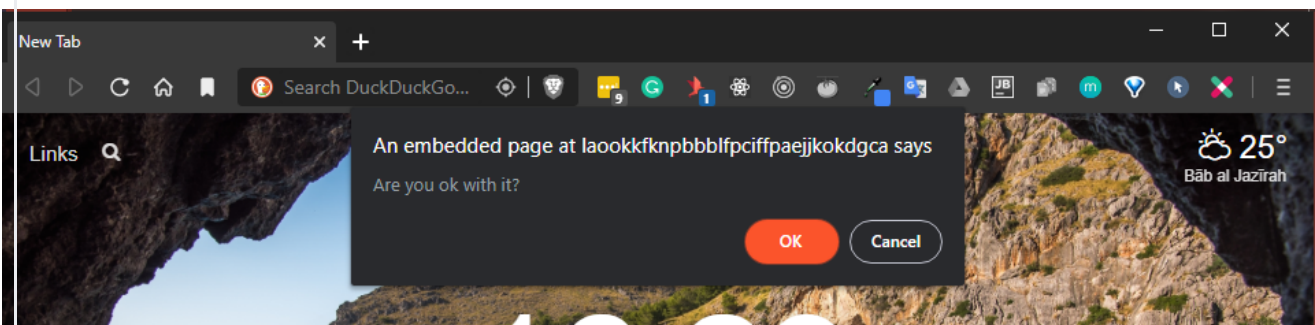 New Tab
Search DuckDuckGo...
9
1
JB
m
An embedded page at laookkfknpbbblfpciffpaejjkokdgca says
Are you ok with it?
OK
Cancel
Links
25°
Bāb al Jazīrah